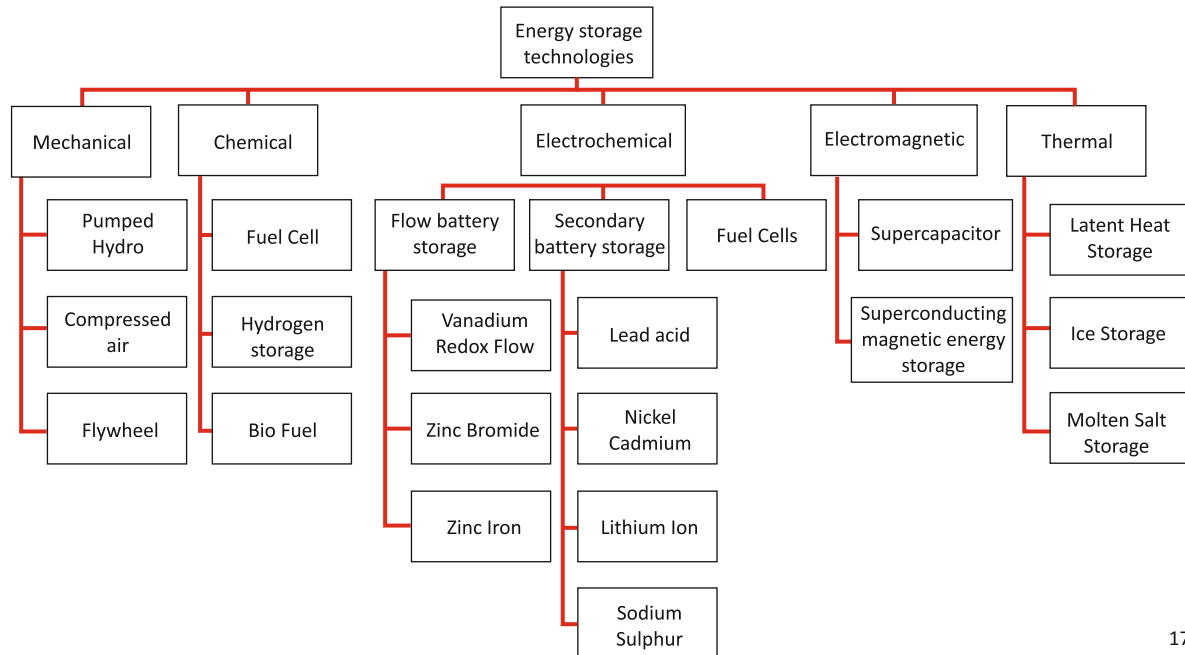 Energy storage
technologies
Mechanical
Chemical
Electrochemical
Electromagnetic
Thermal
Pumped
Hydro
Compressed
air
Flywheel
Fuel Cell
Hydrogen
storage
Bio Fuel
Flow battery
storage
Secondary
battery storage
Fuel Cells
Vanadium
Redox Flow
Zinc Bromide
Zinc Iron
Lead acid
Nickel
Cadmium
Lithium Ion
Sodium
Sulphur
Supercapacitor
Superconducting
magnetic energy
storage
Latent Heat
Storage
Ice Storage
Molten Salt
Storage
17